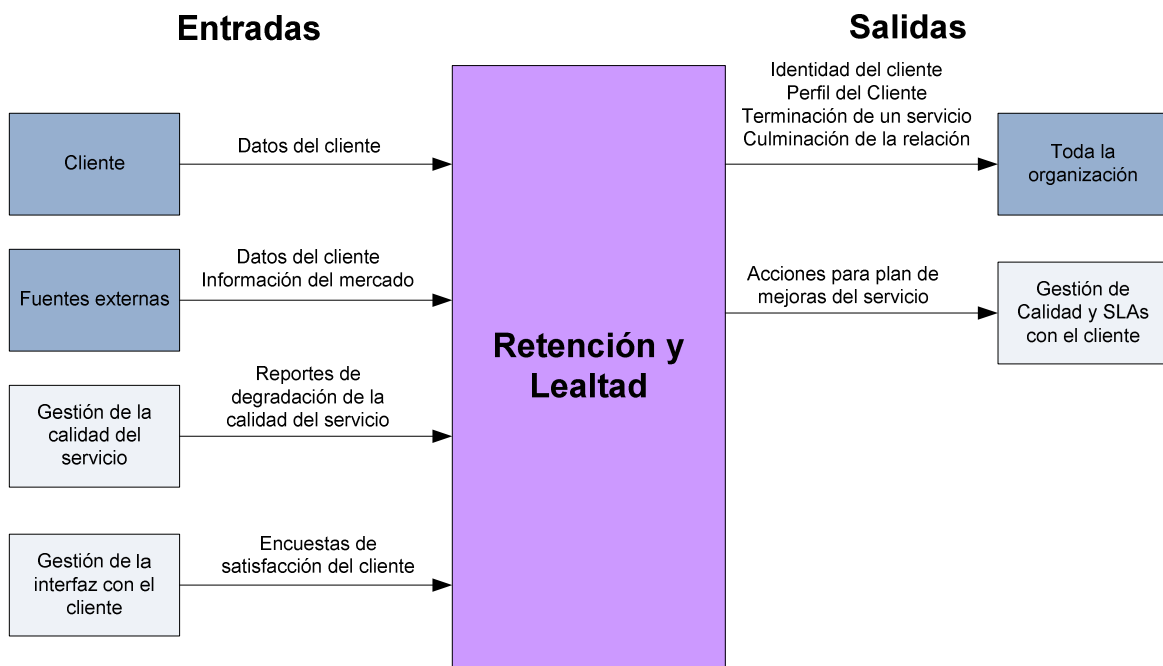 Entradas
Salidas
Cliente
Datos del cliente
Fuentes externas
Datos del cliente
Información del mercado
Gestión de la
calidad del
servicio
Reportes de
degradación de la
calidad del servicio
Gestión de la
interfaz con el
cliente
Encuestas de
satisfacción del cliente
Retención y
Lealtad
Identidad del cliente
Perfil del Cliente
Terminación de un servicio
Culminación de la relación
Toda la
organización
Acciones para plan de
mejoras del servicio
Gestión de
Calidad y SLAs
con el cliente